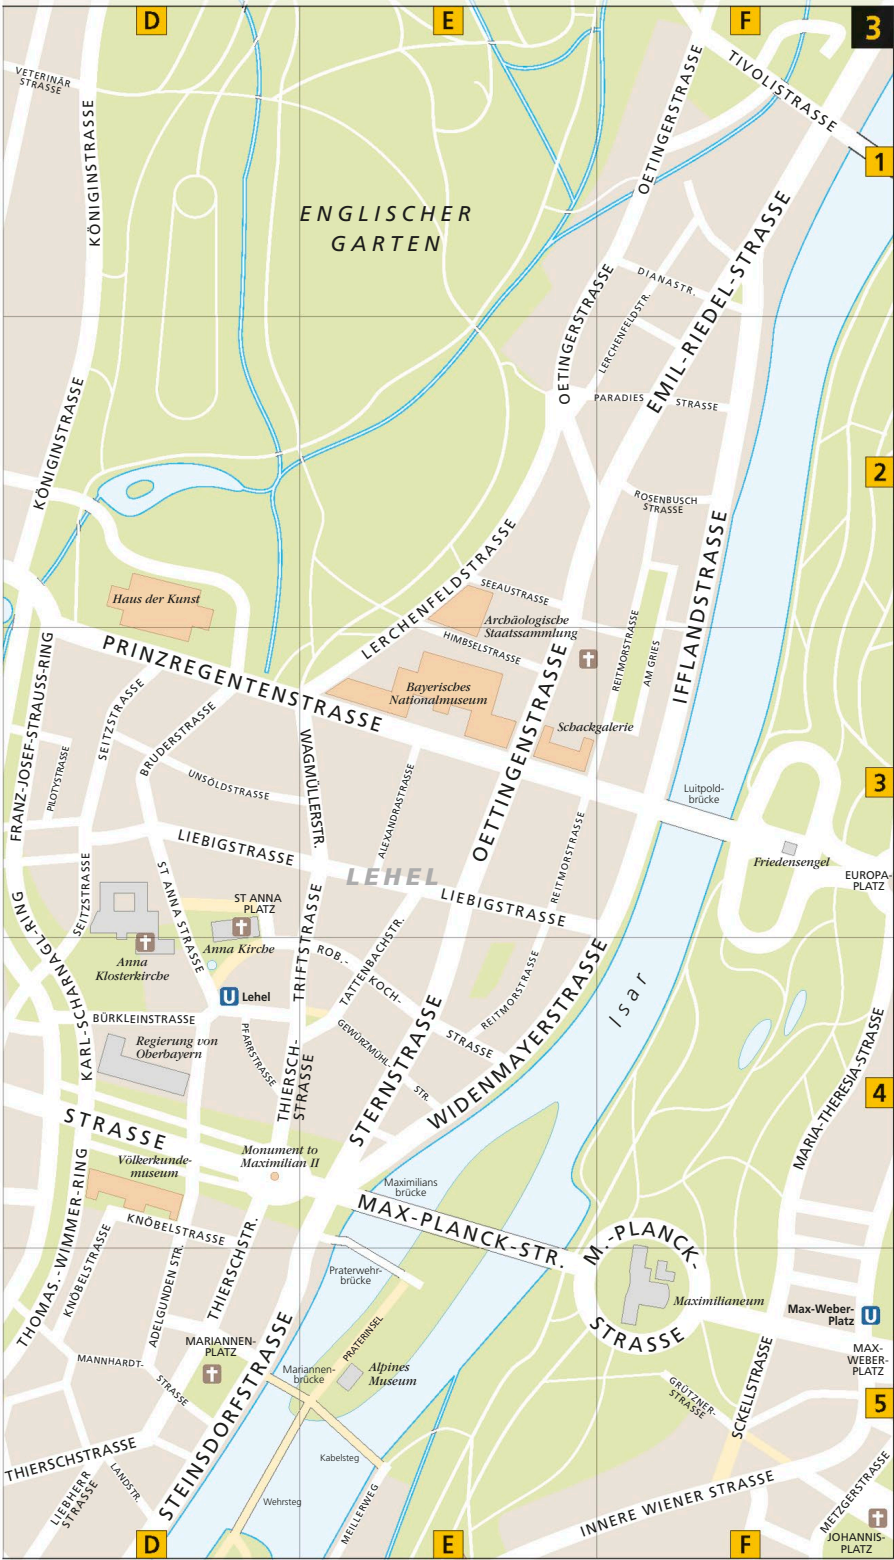 D
E
F
3
VETERINÄR
STRASSE
KÖNIGINSTRASSE
OETTINGERSTRASSE
TIVOLISTRASSE
1
ENGLISCHER
GARTEN
OETINGERSTRASSE
DIANASTR.
LERCHENFELDSTR.
EMIL-RIEDEL-STRASSE
PARADIES
STRASSE
KÖNIGINSTRASSE
2
ROSENBUSCH
STRASSE
LERCHENFELDSTRASSE
IFFLANDSTRASSE
SEEAUSTRASSE
Haus der Kunst
Archäologische
Staatssammlung
HIMBSELSTRASSE
REITMORSTRASSE
AM GRIES
PRINZREGENTENSTRASSE
Bayerisches
Nationalmuseum
OETTINGENSTRASSE
Schackgalerie
FRANZ-JOSEF-STRAUSS-RING
SEITZSTRASSE
BRUDERSTRASSE
PILOTYSTRASSE
UNSÖLDSTRASSE
WAGMÜLLERSTR.
ALEXANDRASTRASSE
Luitpold-
brücke
3
LIEBIGSTRASSE
REITMORSTRASSE
Friedensengel
EUROPA-
PLATZ
LEHEL
LIEBIGSTRASSE
SEITZSTRASSE
ST ANNA STRASSE
ST ANNA
PLATZ
TRIFTSTRASSE
KARL-SCHARNAGL-RING
Anna
Klosterkirche
Anna Kirche
ROB.-
KOCH-
STRASSE
TATTENBACHSTR.
REITMORSTRASSE
U Lehel
Isar
BÜRKLEINSTRASSE
PFARRSTRASSE
GEWÜRZMÜHL-
STR.
Regierung von
Oberbayern
THIERSCH-
STRASSE
STERNSTRASSE
WIDENMAYERSTRASSE
MARIA-THERESIA-STRASSE
4
STRASSE
Völkerkunde-
museum
Monument to
Maximilian II
Maximilians
brücke
MAX-PLANCK-STR.
M.-PLANCK-
STRASSE
THOMAS.-WIMMER-RING
KNÖBELSTRASSE
KNÖBELSTRASSE
ADELGUNDEN STR.
THIERSCHSTR.
Praterwehr-
brücke
Maximilianeum
Max-Weber-
Platz
U
MAX-
WEBER-
PLATZ
MARIANNEN-
PLATZ
PRATERINSEL
MANNHARDT-
STRASSE
Mariannen-
brücke
Alpines
Museum
GRÜTZNER-
STRASSE
SCKELLSTRASSE
5
STEINSDORFSTRASSE
THIERSCHSTRASSE
Kabelsteg
LIEBHERR
STRASSE
LANDSTR.
Wehrsteg
MEILLERWEG
INNERE WIENER STRASSE
METZGERSTRASSE
JOHANNIS-
PLATZ
D
E
F